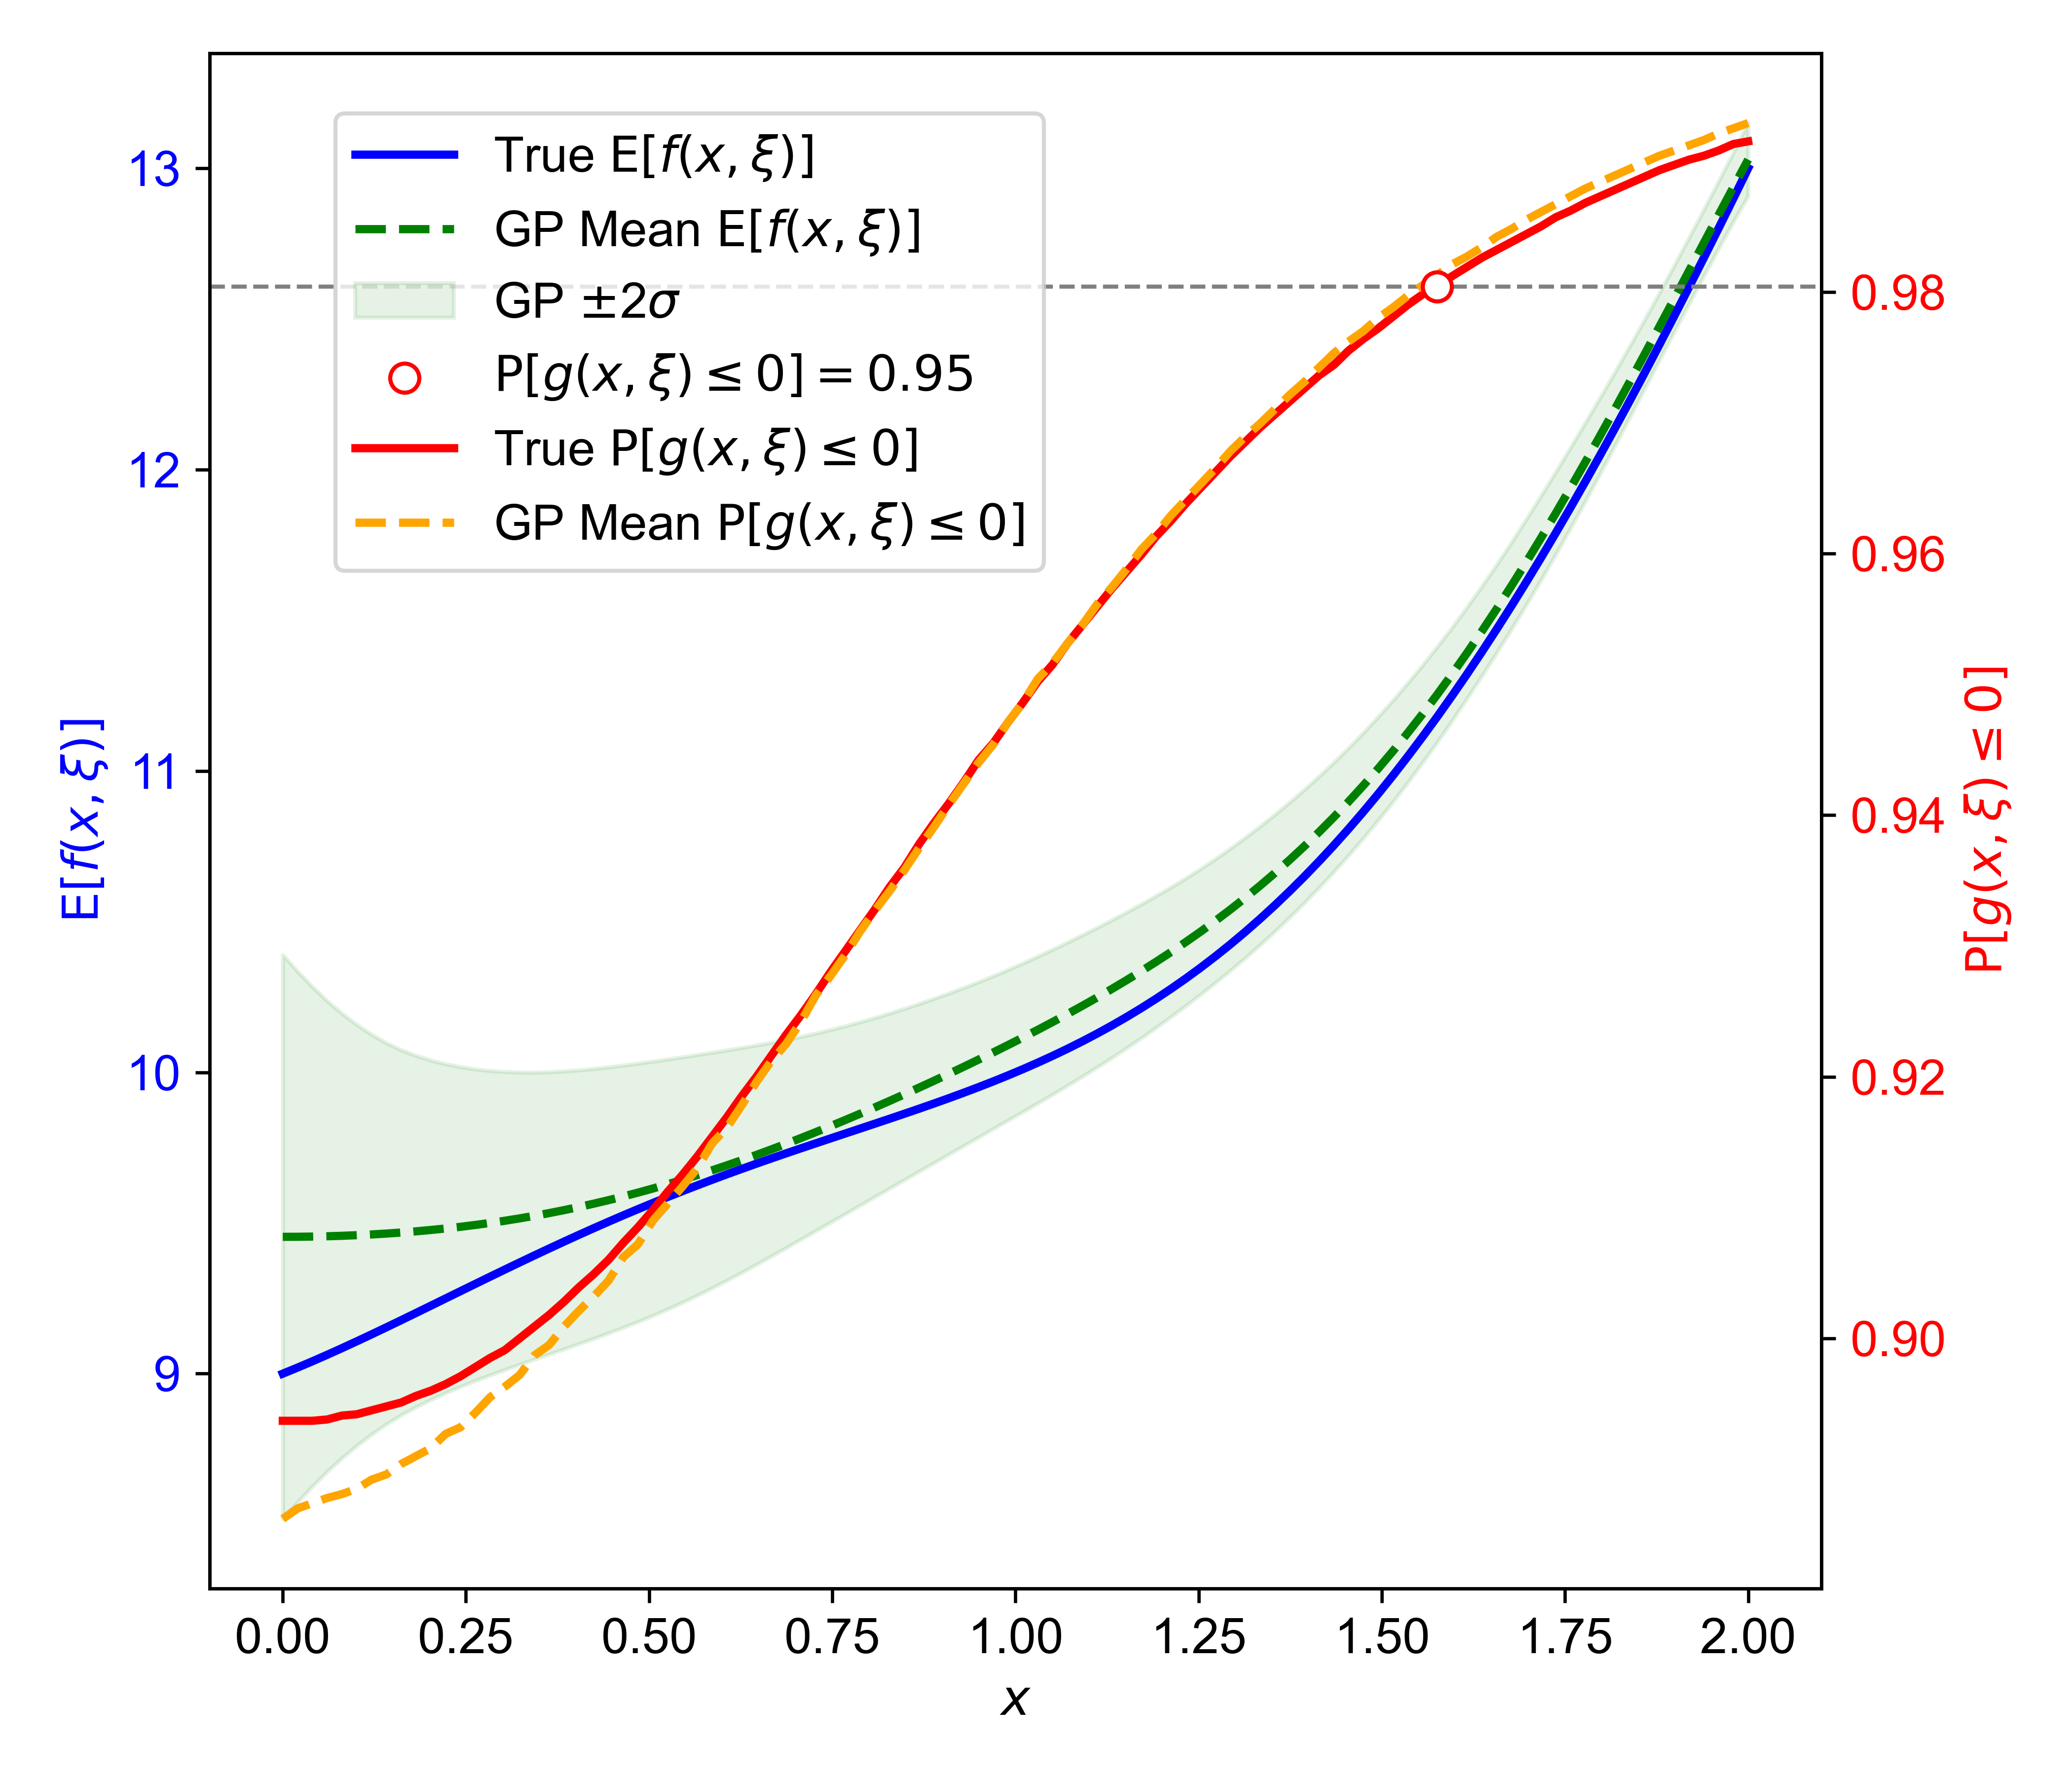 True E[f(x, ξ)]
GP Mean E[f(x, ξ)]
GP ±2σ
P[g(x, ξ) ≤ 0] = 0.95
True P[g(x, ξ) ≤ 0]
GP Mean P[g(x, ξ) ≤ 0]
13
12
11
10
9
E[f(x, ξ)]
0.98
0.96
0.94
0.92
0.90
P[g(x, ξ) ≤ 0]
0.00 0.25 0.50 0.75 1.00 1.25 1.50 1.75 2.00
x